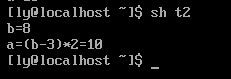 [ly@localhost ~]$ sh t2
b=8
a=(b-3)*2=10
[ly@localhost ~]$ _